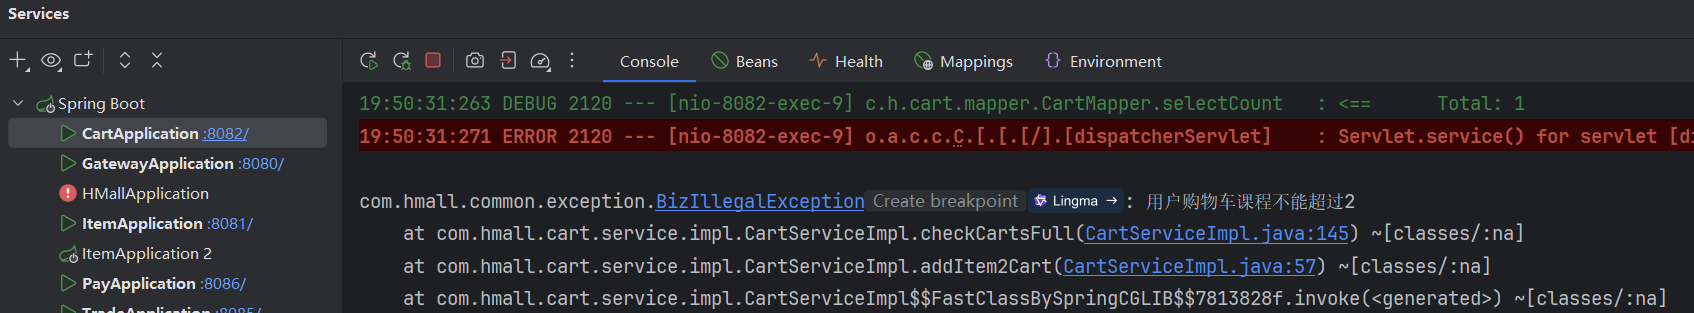 Services
Console
Beans
Health
Mappings
Environment
Spring Boot
CartApplication :8082/
GatewayApplication :8080/
HMallApplication
ItemApplication :8081/
ItemApplication 2
PayApplication :8086/
TradeApplication :8085/
19:50:31:263 DEBUG 2120 --- [nio-8082-exec-9] c.h.cart.mapper.CartMapper.selectCount   : <==      Total: 1
19:50:31:271 ERROR 2120 --- [nio-8082-exec-9] o.a.c.c.C.[.[.[/].[dispatcherServlet]    : Servlet.service() for servlet [di
com.hmall.common.exception.BizIllegalException Create breakpoint Lingma → : 用户购物车课程不能超过2
at com.hmall.cart.service.impl.CartServiceImpl.checkCartsFull(CartServiceImpl.java:145) ~[classes/:na]
at com.hmall.cart.service.impl.CartServiceImpl.addItem2Cart(CartServiceImpl.java:57) ~[classes/:na]
at com.hmall.cart.service.impl.CartServiceImpl$$FastClassBySpringCGLIB$$7813828f.invoke(<generated>) ~[classes/:na]